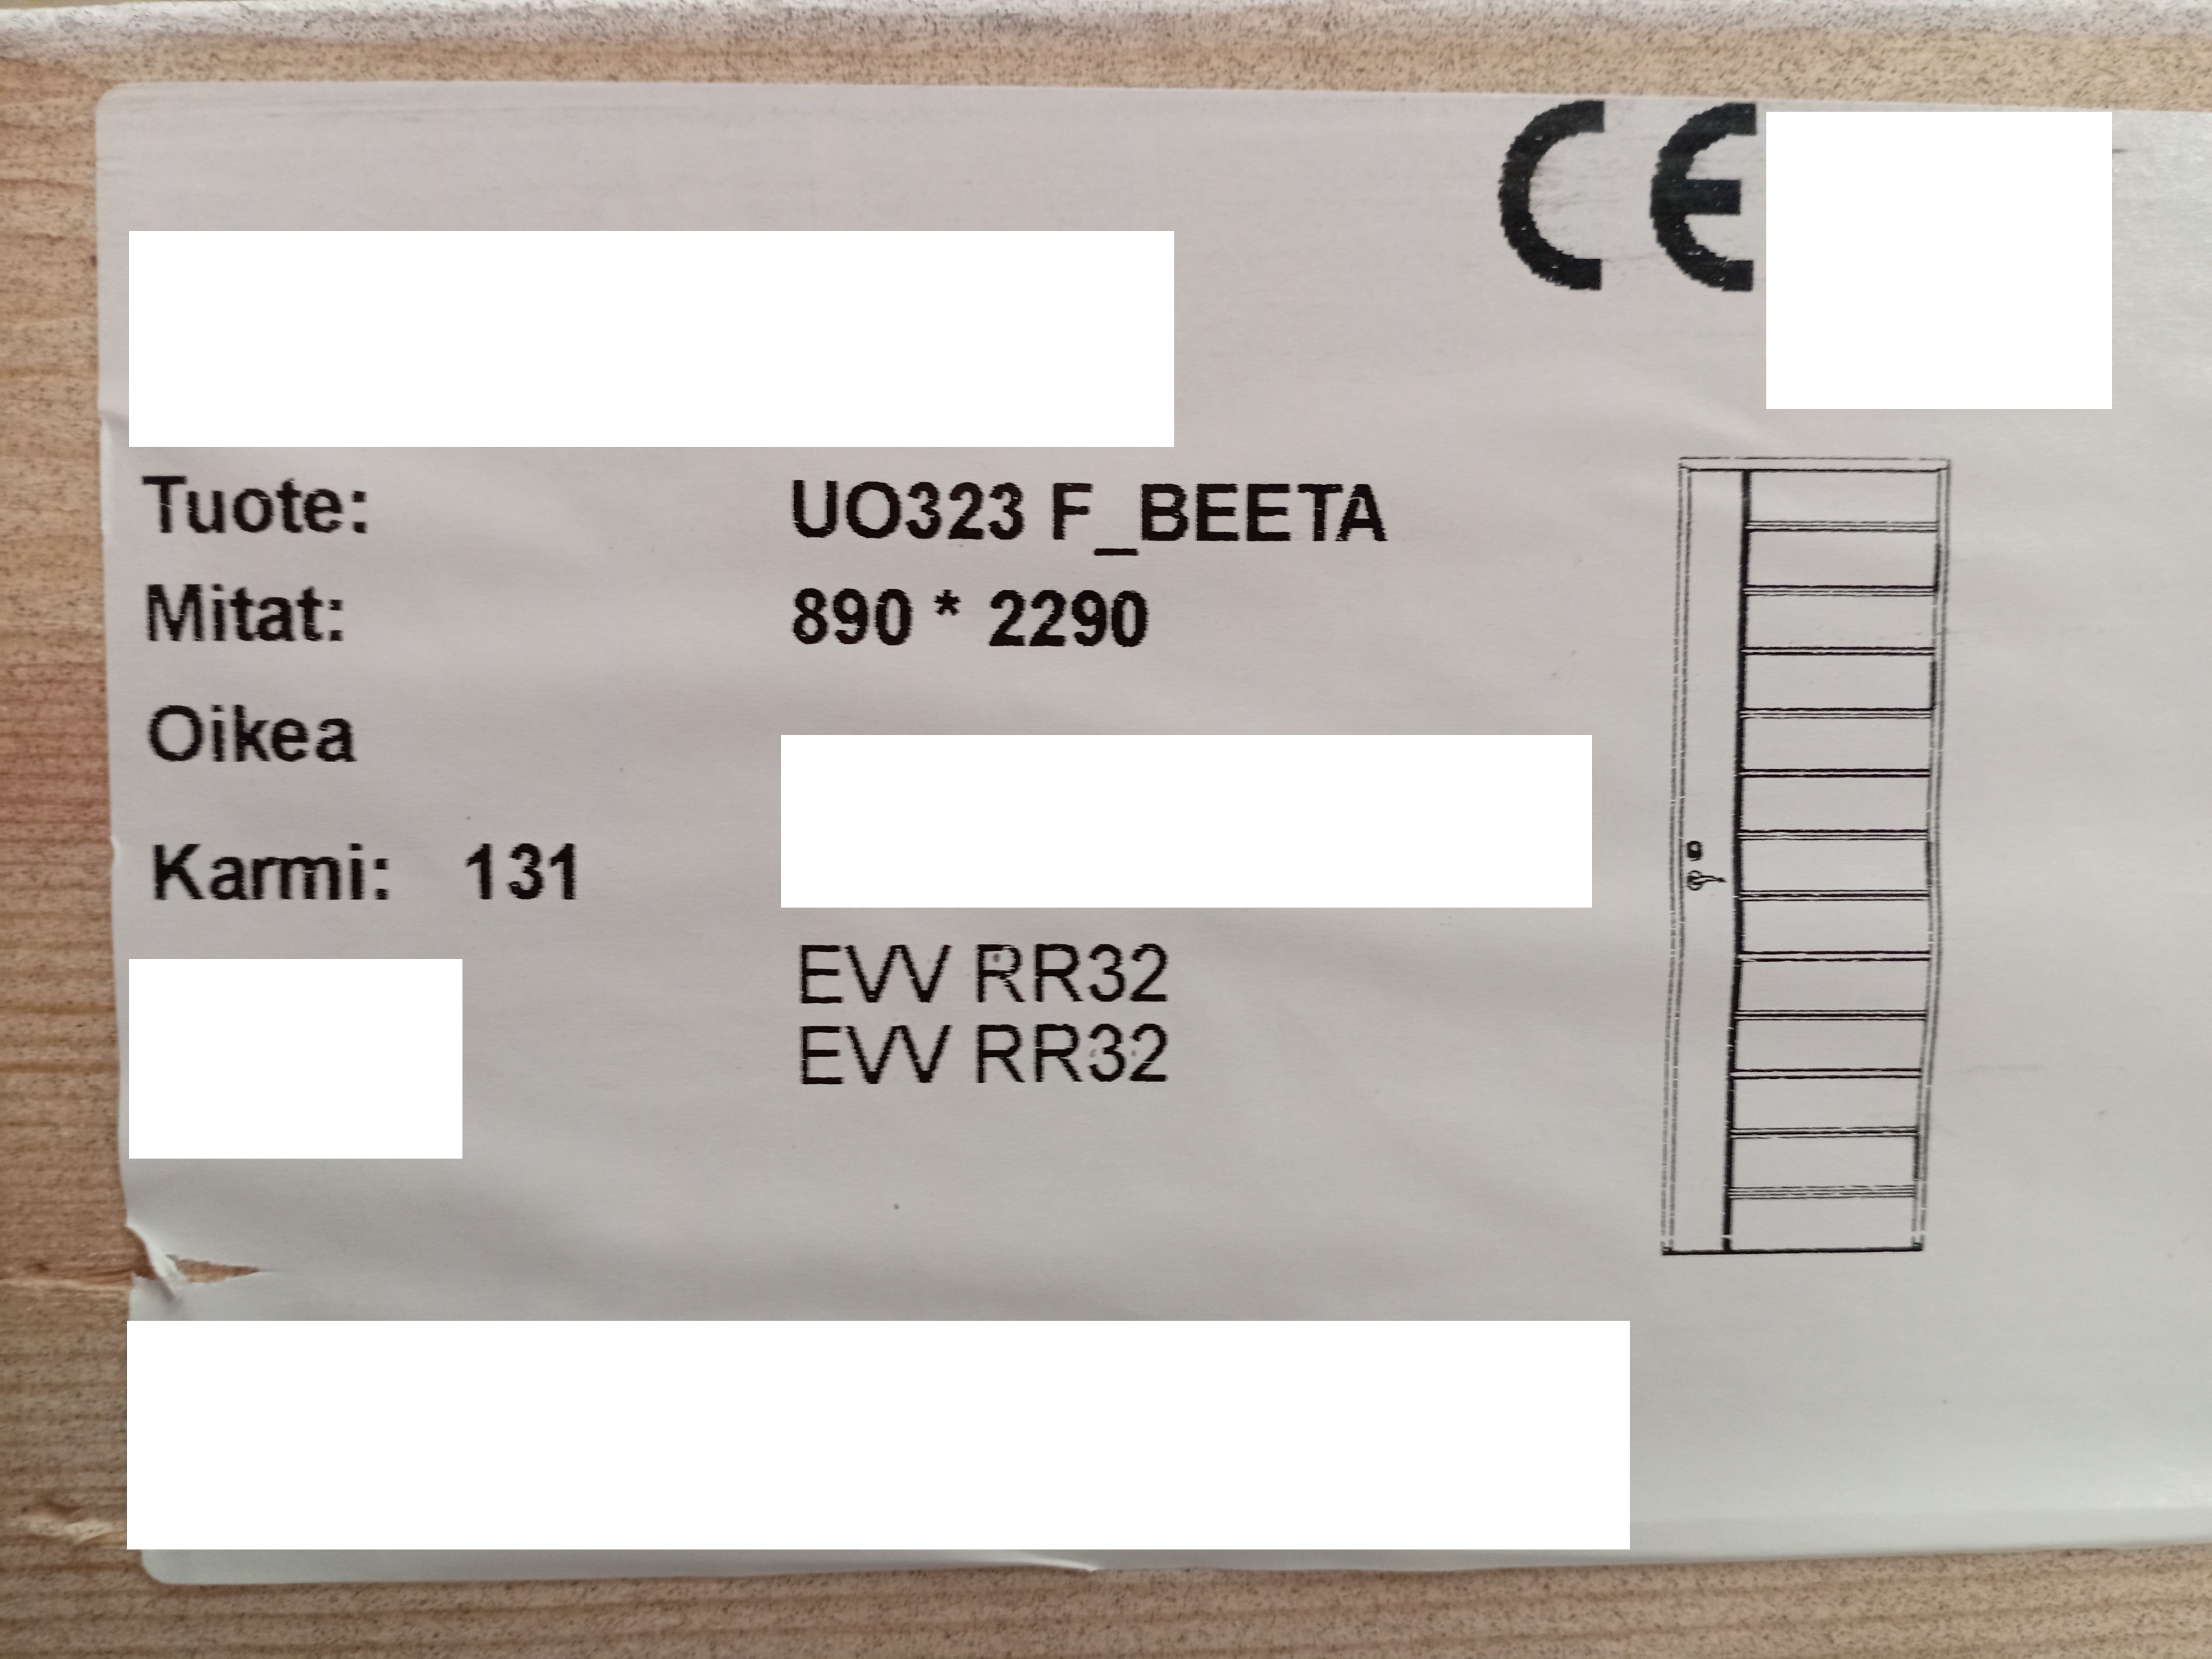 CE
Tuote: UO323 F_BEETA
Mitat: 890 * 2290
Oikea
Karmi: 131
EVV RR32
EVV RR32